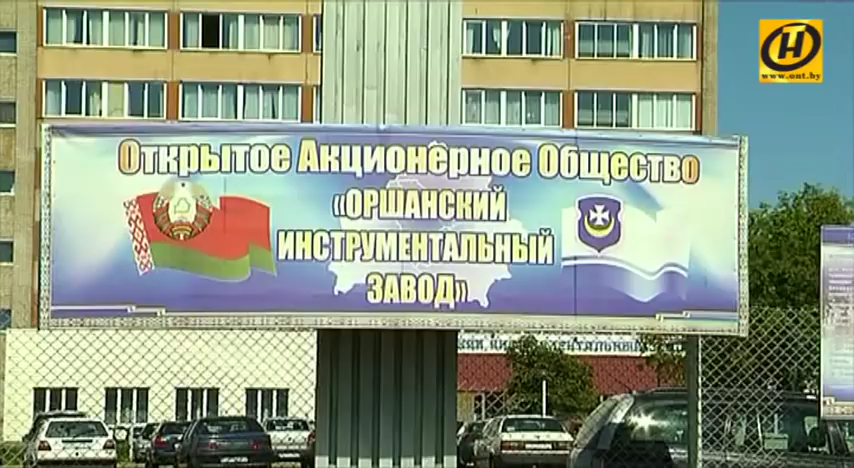 Н
www.ont.by
Открытое Акционерное Общество
«ОРШАНСКИЙ
ИНСТРУМЕНТАЛЬНЫЙ
ЗАВОД»